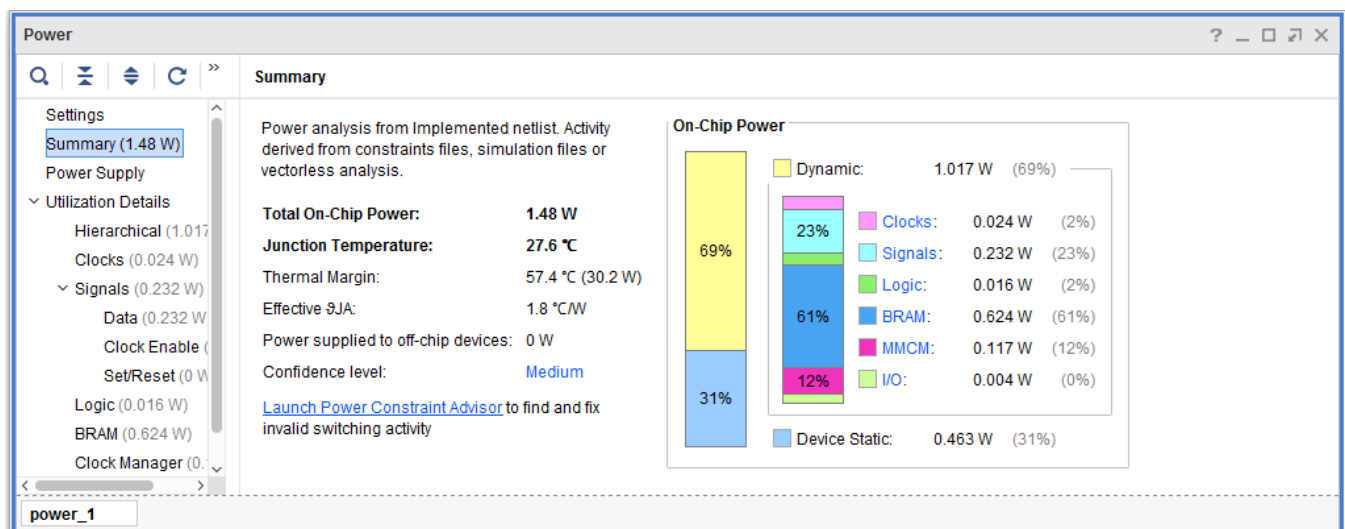 Power
Summary
Settings
Summary (1.48 W)
Power Supply
Utilization Details
Hierarchical (1.017
Clocks (0.024 W)
Signals (0.232 W)
Data (0.232 W
Clock Enable (
Set/Reset (0 W
Logic (0.016 W)
BRAM (0.624 W)
Clock Manager (0.
Power analysis from Implemented netlist. Activity
derived from constraints files, simulation files or
vectorless analysis.
Total On-Chip Power: 1.48 W
Junction Temperature: 27.6 °C
Thermal Margin: 57.4 °C (30.2 W)
Effective ϑJA: 1.8 °C/W
Power supplied to off-chip devices: 0 W
Confidence level: Medium
Launch Power Constraint Advisor to find and fix
invalid switching activity
On-Chip Power
69%
31%
Dynamic: 1.017 W (69%)
23%
61%
12%
Clocks: 0.024 W (2%)
Signals: 0.232 W (23%)
Logic: 0.016 W (2%)
BRAM: 0.624 W (61%)
MMCM: 0.117 W (12%)
I/O: 0.004 W (0%)
Device Static: 0.463 W (31%)
power_1